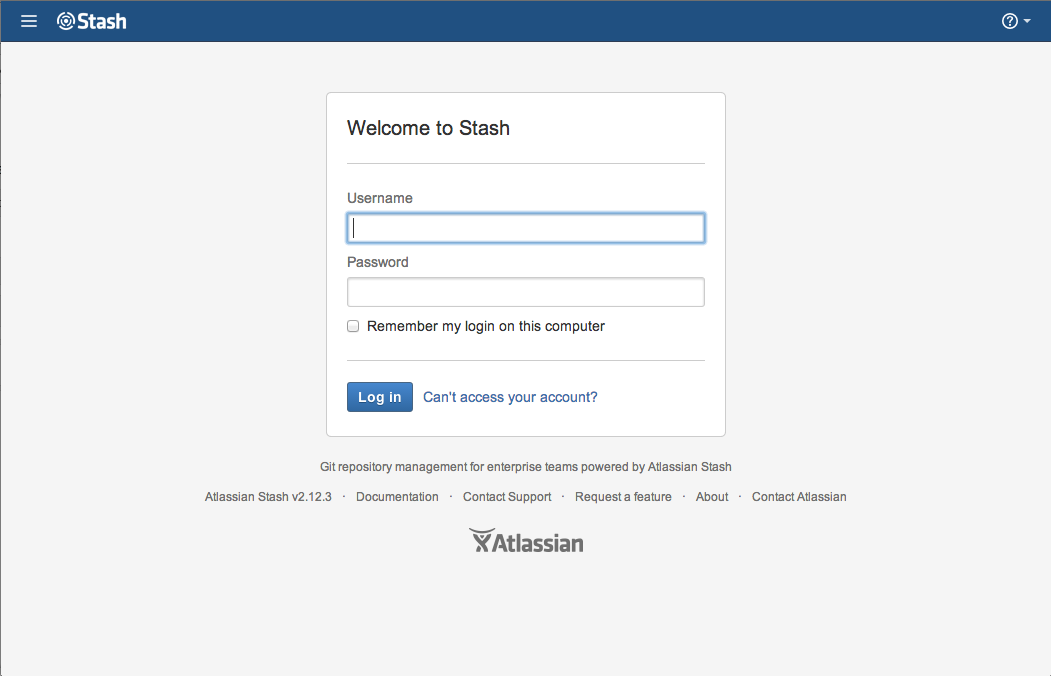 Stash
Welcome to Stash
Username
Password
Remember my login on this computer
Log in Can't access your account?
Git repository management for enterprise teams powered by Atlassian Stash
Atlassian Stash v2.12.3 · Documentation · Contact Support · Request a feature · About · Contact Atlassian
Atlassian